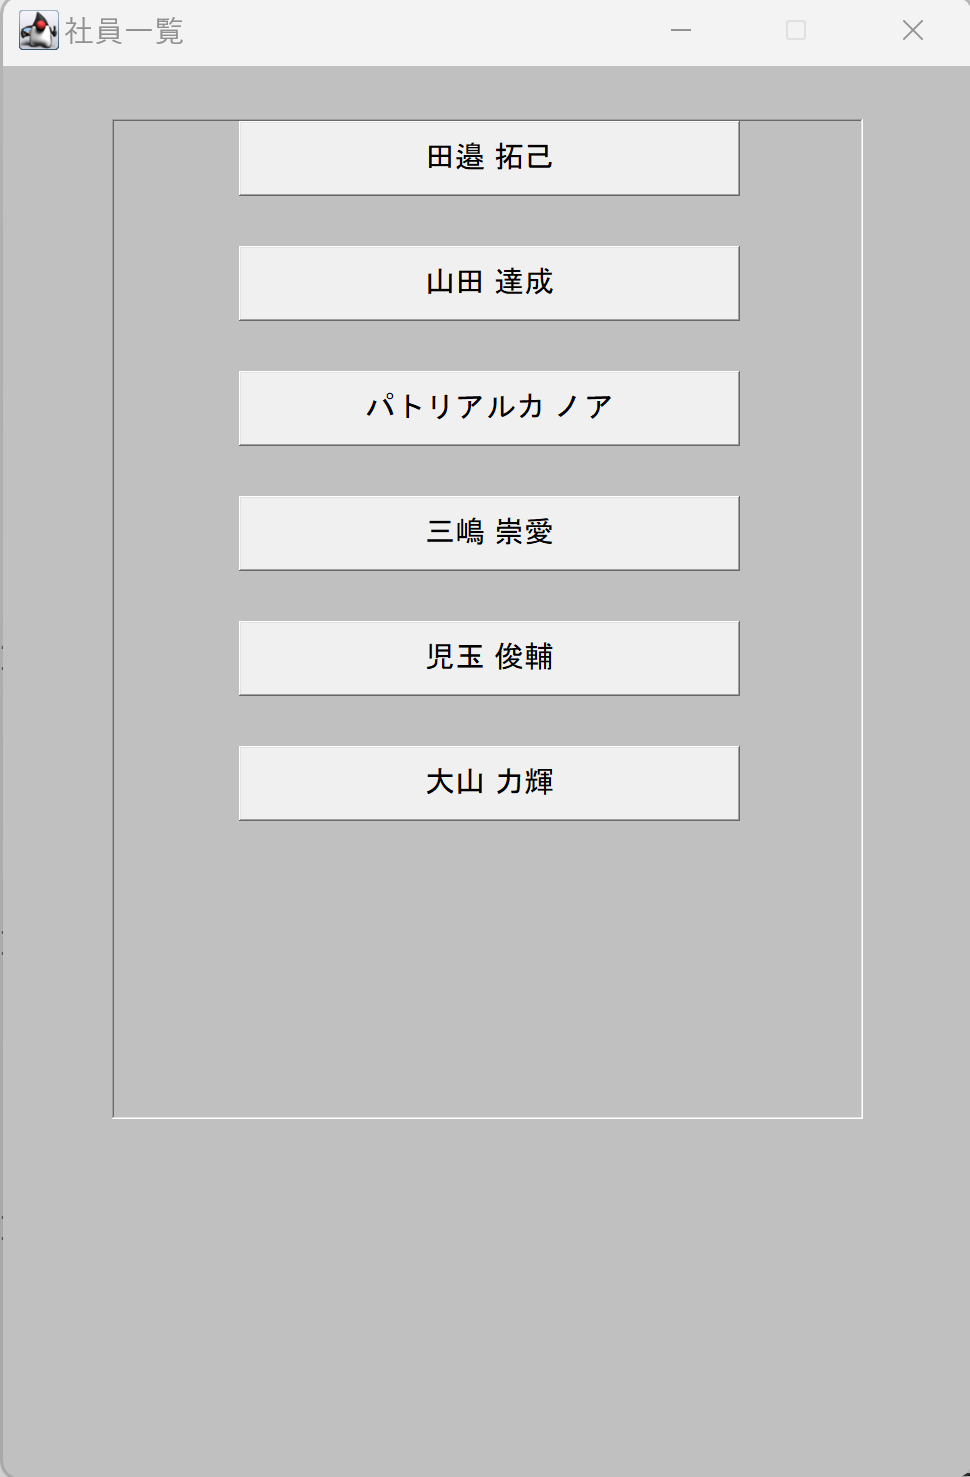 社員一覧
田邉 拓己
山田 達成
パトリアルカ ノア
三嶋 崇愛
児玉 俊輔
大山 力輝